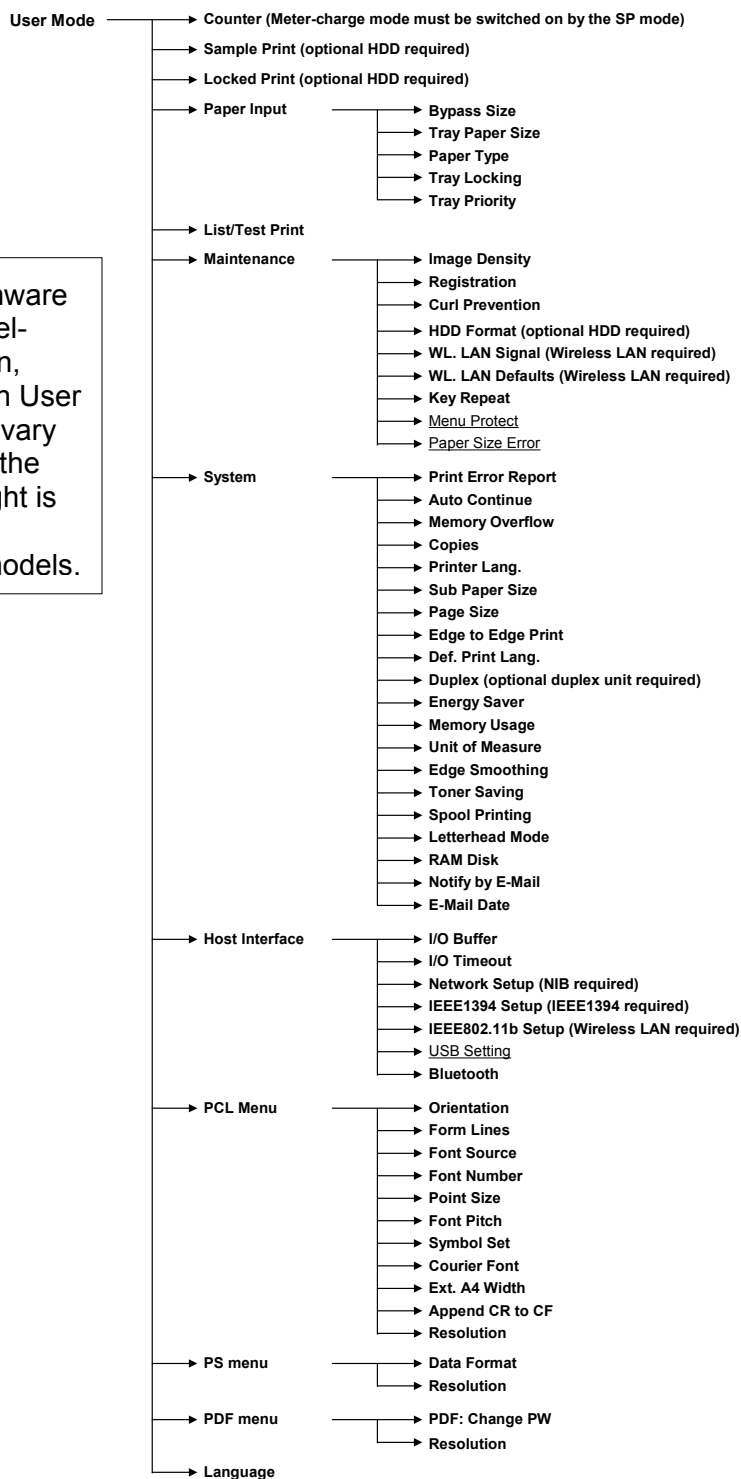 User Mode
Counter (Meter-charge mode must be switched on by the SP mode)
Sample Print (optional HDD required)
Locked Print (optional HDD required)
Paper Input
Bypass Size
Tray Paper Size
Paper Type
Tray Locking
Tray Priority
List/Test Print
Maintenance
Image Density
Registration
Curl Prevention
HDD Format (optional HDD required)
WL. LAN Signal (Wireless LAN required)
WL. LAN Defaults (Wireless LAN required)
Key Repeat
Menu Protect
Paper Size Error
System
Print Error Report
Auto Continue
Memory Overflow
Copies
Printer Lang.
Sub Paper Size
Page Size
Edge to Edge Print
Def. Print Lang.
Duplex (optional duplex unit required)
Energy Saver
Memory Usage
Unit of Measure
Edge Smoothing
Toner Saving
Spool Printing
Letterhead Mode
RAM Disk
Notify by E-Mail
E-Mail Date
Host Interface
I/O Buffer
I/O Timeout
Network Setup (NIB required)
IEEE1394 Setup (IEEE1394 required)
IEEE802.11b Setup (Wireless LAN required)
USB Setting
Bluetooth
PCL Menu
Orientation
Form Lines
Font Source
Font Number
Point Size
Font Pitch
Symbol Set
Courier Font
Ext. A4 Width
Append CR to CF
Resolution
PS menu
Data Format
Resolution
PDF menu
PDF: Change PW
Resolution
Language
User
vary
the
is
models.